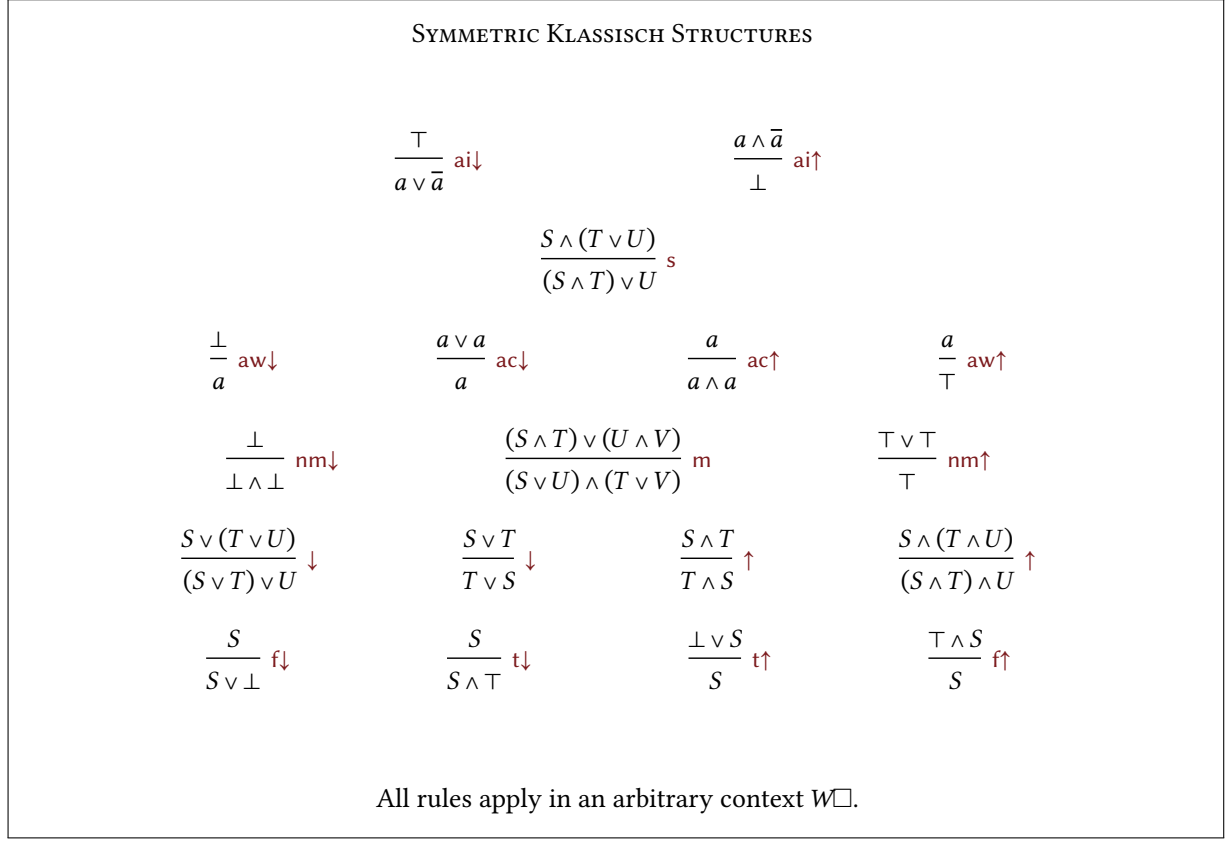 Symmetric Klassisch Structures
⊤ / a ∨ ā ai↓    a ∧ ā / ⊥ ai↑
S ∧ (T ∨ U) / (S ∧ T) ∨ U s
⊥ / a aw↓    a ∨ a / a ac↓    a / a ∧ a ac↑    a / ⊤ aw↑
⊥ / ⊥ ∧ ⊥ nm↓    (S ∧ T) ∨ (U ∧ V) / (S ∨ U) ∧ (T ∨ V) m    ⊤ ∨ ⊤ / ⊤ nm↑
S ∨ (T ∨ U) / (S ∨ T) ∨ U ↓    S ∨ T / T ∨ S ↓    S ∧ T / T ∧ S ↑    S ∧ (T ∧ U) / (S ∧ T) ∧ U ↑
S / S ∨ ⊥ f↓    S / S ∧ ⊤ t↓    ⊥ ∨ S / S t↑    ⊤ ∧ S / S f↑
All rules apply in an arbitrary context W□.